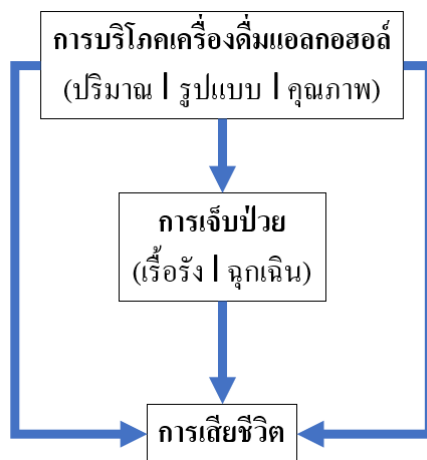 การบริโภคเครื่องดื่มแอลกอฮอล์
(ปริมาณ | รูปแบบ | คุณภาพ)
การเจ็บป่วย
(เรื้อรัง | ฉุกเฉิน)
การเสียชีวิต